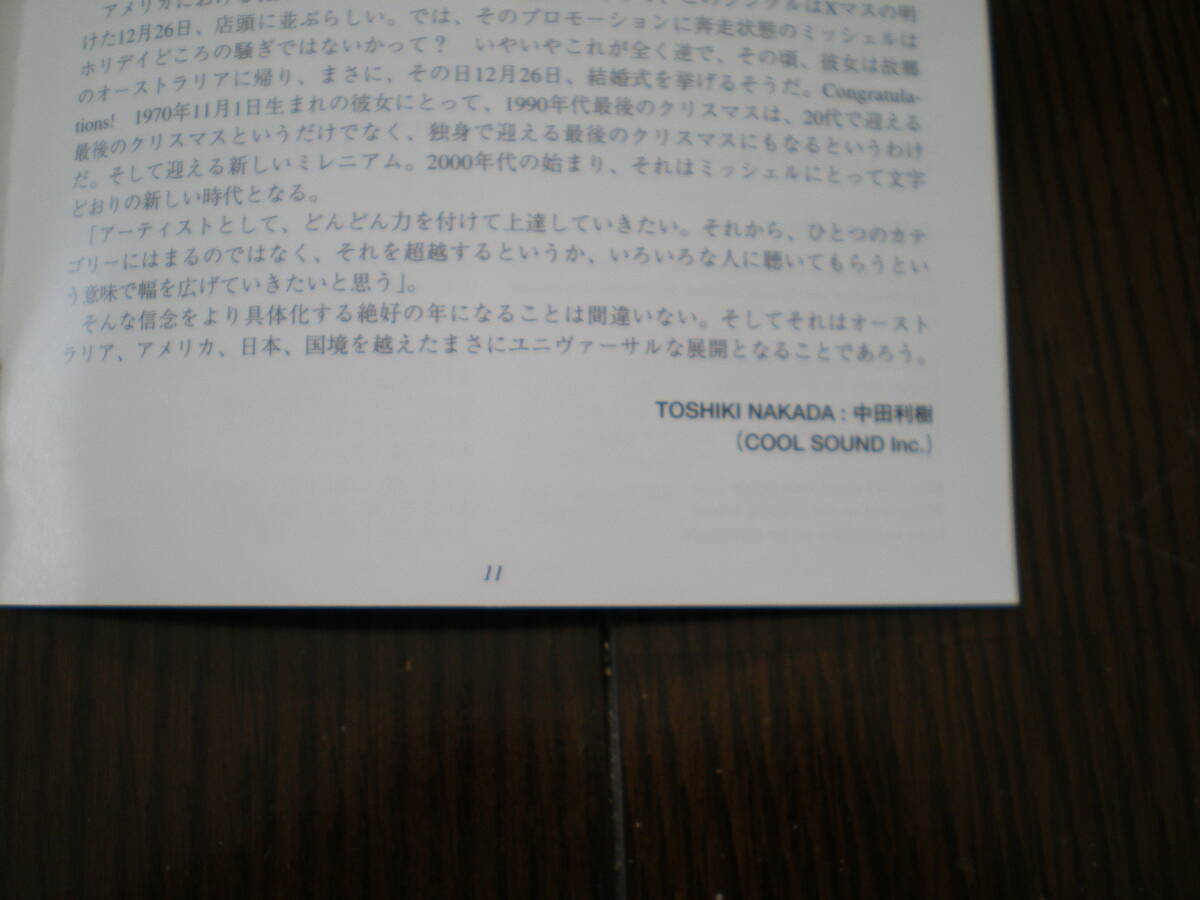 アメリカにおける
このシングルはXマスの明
けた12月26日、店頭に並ぶらしい。では、そのプロモーションに奔走状態のミッシェルは
ホリデイどころの騒ぎではないかって？　いやいやこれが全く逆で、その頃、彼女は故郷
のオーストラリアに帰り、まさに、その日12月26日、結婚式を挙げるそうだ。Congratula-
tions!　1970年11月1日生まれの彼女にとって、1990年代最後のクリスマスは、20代で迎える
最後のクリスマスというだけでなく、独身で迎える最後のクリスマスにもなるというわけ
だ。そして迎える新しいミレニアム。2000年代の始まり、それはミッシェルにとって文字
どおりの新しい時代となる。
「アーティストとして、どんどん力を付けて上達していきたい。それから、ひとつのカテ
ゴリーにはまるのではなく、それを超越するというか、いろいろな人に聴いてもらうとい
う意味で幅を広げていきたいと思う」。
そんな信念をより具体化する絶好の年になることは間違いない。そしてそれはオースト
ラリア、アメリカ、日本、国境を越えたまさにユニヴァーサルな展開となることであろう。
TOSHIKI NAKADA : 中田利樹
（COOL SOUND Inc.）
11